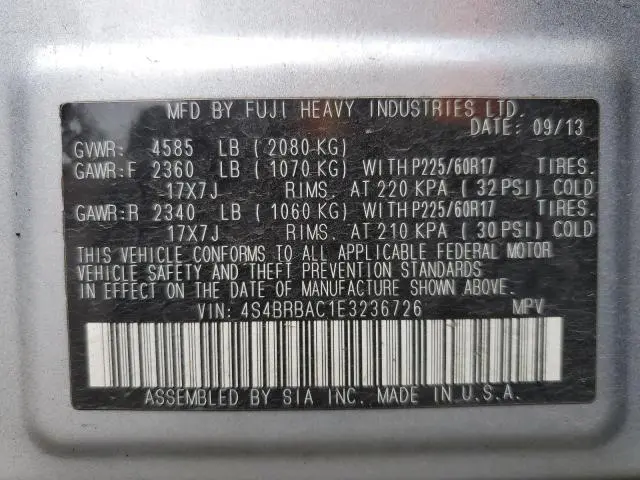 MFD BY FUJI HEAVY INDUSTRIES LTD.
DATE: 09/13
GVWR: 4585 LB ( 2080 KG)
GAWR:F 2360 LB ( 1070 KG) WITH P225/60R17 TIRES.
17X7J RIMS. AT 220 KPA ( 32 PSI) COLD
GAWR:R 2340 LB ( 1060 KG) WITH P225/60R17 TIRES.
17X7J RIMS. AT 210 KPA ( 30 PSI) COLD
THIS VEHICLE CONFORMS TO ALL APPLICABLE FEDERAL MOTOR
VEHICLE SAFETY AND THEFT PREVENTION STANDARDS
IN EFFECT ON THE DATE OF MANUFACTURE SHOWN ABOVE.
VIN: 4S4BRBAC1E3236726 MPV
ASSEMBLED BY SIA INC. MADE IN U.S.A.